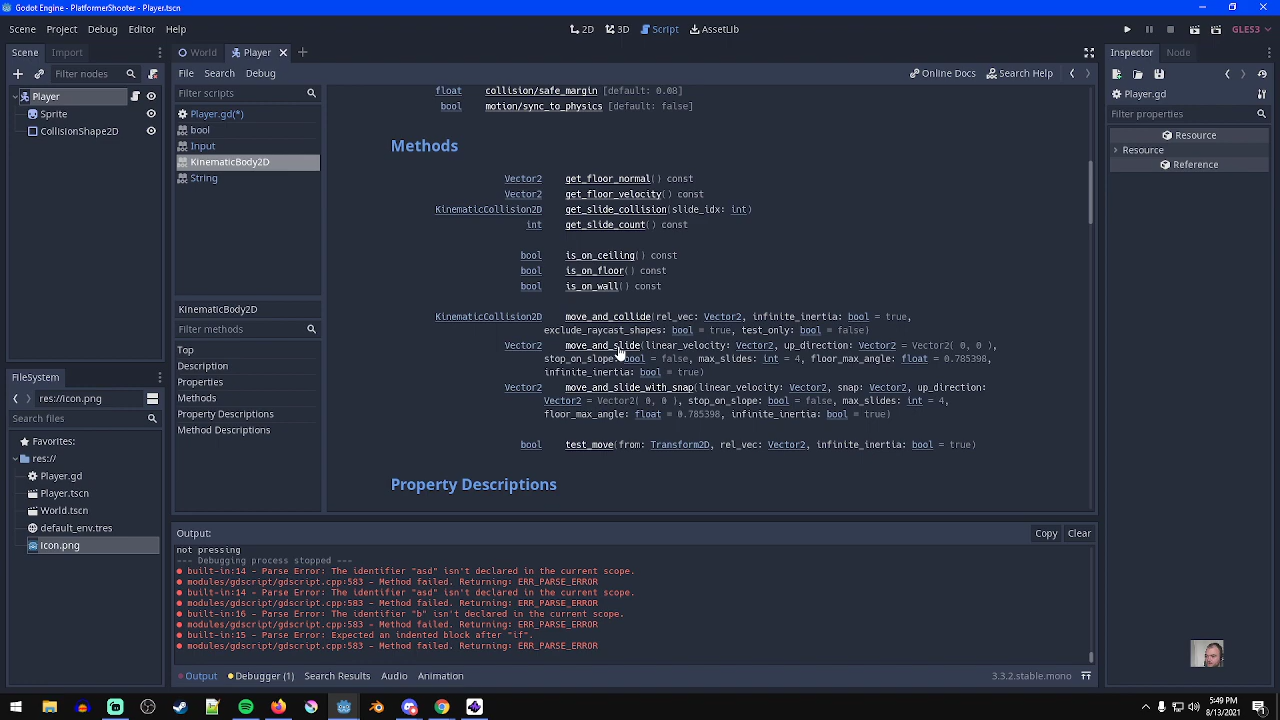 Godot Engine - PlatformerShooter - Player.tscn
Scene Project Debug Editor Help
2D 3D Script AssetLib
GLES3
Scene Import
Filter nodes
Player
Sprite
CollisionShape2D
FileSystem
res://icon.png
Search files
Favorites:
res://
Player.gd
Player.tscn
World.tscn
default_env.tres
icon.png
World Player
File Search Debug
Online Docs Search Help
Filter scripts
Player.gd(*)
bool
Input
KinematicBody2D
String
KinematicBody2D
Filter methods
Top
Description
Properties
Methods
Property Descriptions
Method Descriptions
float collision/safe_margin [default: 0.08]
bool motion/sync_to_physics [default: false]
Methods
Vector2 get_floor_normal() const
Vector2 get_floor_velocity() const
KinematicCollision2D get_slide_collision(slide_idx: int)
int get_slide_count() const
bool is_on_ceiling() const
bool is_on_floor() const
bool is_on_wall() const
KinematicCollision2D move_and_collide(rel_vec: Vector2, infinite_inertia: bool = true,
exclude_raycast_shapes: bool = true, test_only: bool = false)
Vector2 move_and_slide(linear_velocity: Vector2, up_direction: Vector2 = Vector2( 0, 0 ),
stop_on_slope: bool = false, max_slides: int = 4, floor_max_angle: float = 0.785398,
infinite_inertia: bool = true)
Vector2 move_and_slide_with_snap(linear_velocity: Vector2, snap: Vector2, up_direction:
Vector2 = Vector2( 0, 0 ), stop_on_slope: bool = false, max_slides: int = 4,
floor_max_angle: float = 0.785398, infinite_inertia: bool = true)
bool test_move(from: Transform2D, rel_vec: Vector2, infinite_inertia: bool = true)
Property Descriptions
Output:
Copy Clear
not pressing
--- Debugging process stopped ---
built-in:14 - Parse Error: The identifier "asd" isn't declared in the current scope.
modules/gdscript/gdscript.cpp:583 - Method failed. Returning: ERR_PARSE_ERROR
built-in:14 - Parse Error: The identifier "asd" isn't declared in the current scope.
modules/gdscript/gdscript.cpp:583 - Method failed. Returning: ERR_PARSE_ERROR
built-in:16 - Parse Error: The identifier "b" isn't declared in the current scope.
modules/gdscript/gdscript.cpp:583 - Method failed. Returning: ERR_PARSE_ERROR
built-in:15 - Parse Error: Expected an indented block after "if".
modules/gdscript/gdscript.cpp:583 - Method failed. Returning: ERR_PARSE_ERROR
Output Debugger (1) Search Results Audio Animation
3.3.2.stable.mono
Inspector Node
Player.gd
Filter properties
Resource
Resource
Reference
5:49 PM
8/13/2021